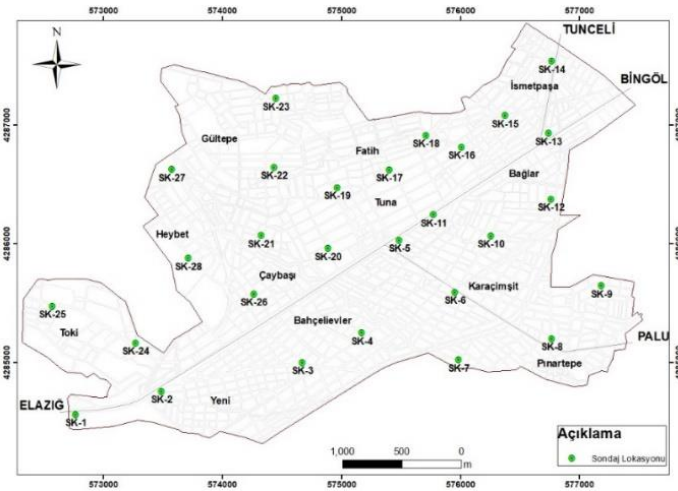 573000 574000 575000 576000 577000
TUNCELİ
N
SK-14
İsmetpaşa
BİNGÖL
SK-23
SK-15
4287000
4287000
Gültepe
SK-18
SK-13
Fatih
SK-16
SK-27
SK-22
SK-17
Bağlar
SK-19
Tuna
SK-12
SK-11
Heybet
SK-21
SK-10
4286000
4286000
SK-20
SK-5
SK-28
Çaybaşı
SK-26
Karaçimşit
SK-6
SK-9
SK-25
Toki
Bahçelievler
SK-24
SK-4
SK-8
PALU
4285000
4285000
SK-3
SK-7
Pınartepe
ELAZIĞ
SK-2
Yeni
SK-1
Açıklama
Sondaj Lokasyonu
1,000 500 0
m
573000 574000 575000 576000 577000